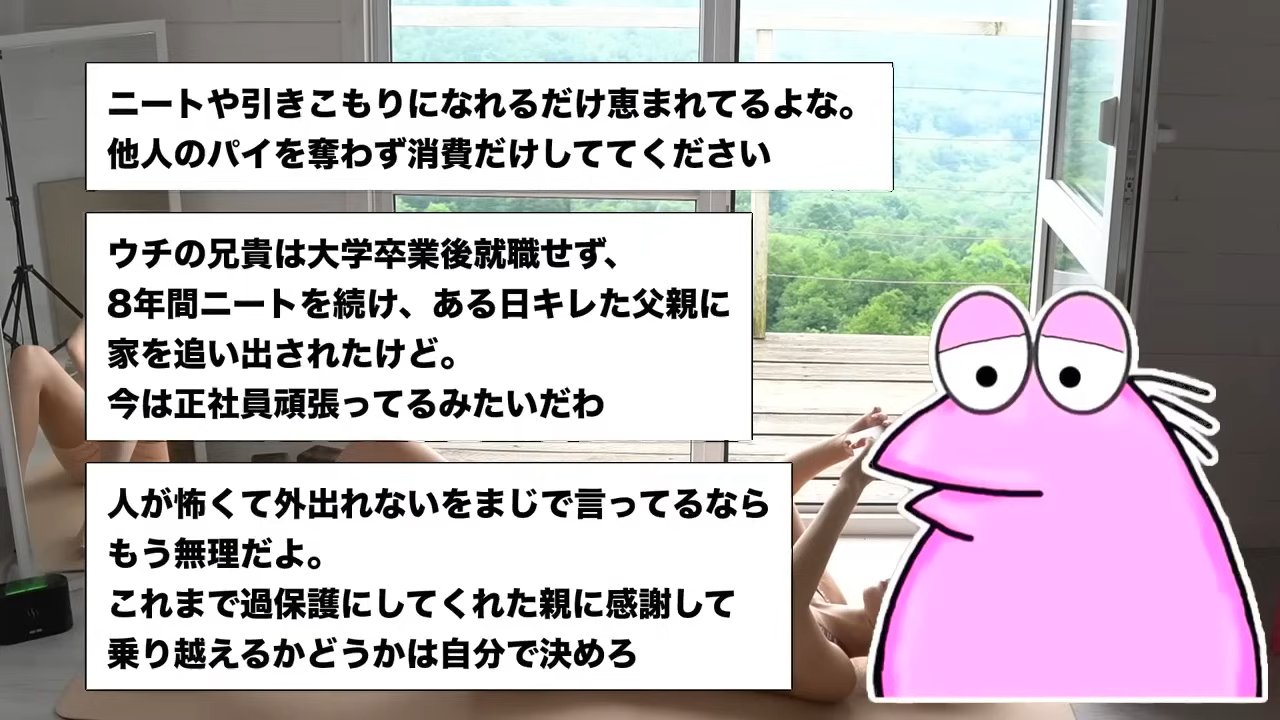 ニートや引きこもりになれるだけ恵まれてるよな。
他人のパイを奪わず消費だけしててください
ウチの兄貴は大学卒業後就職せず、
8年間ニートを続け、ある日キレた父親に
家を追い出されたけど。
今は正社員頑張ってるみたいだわ
人が怖くて外出れないをまじで言ってるなら
もう無理だよ。
これまで過保護にしてくれた親に感謝して
乗り越えるかどうかは自分で決めろ